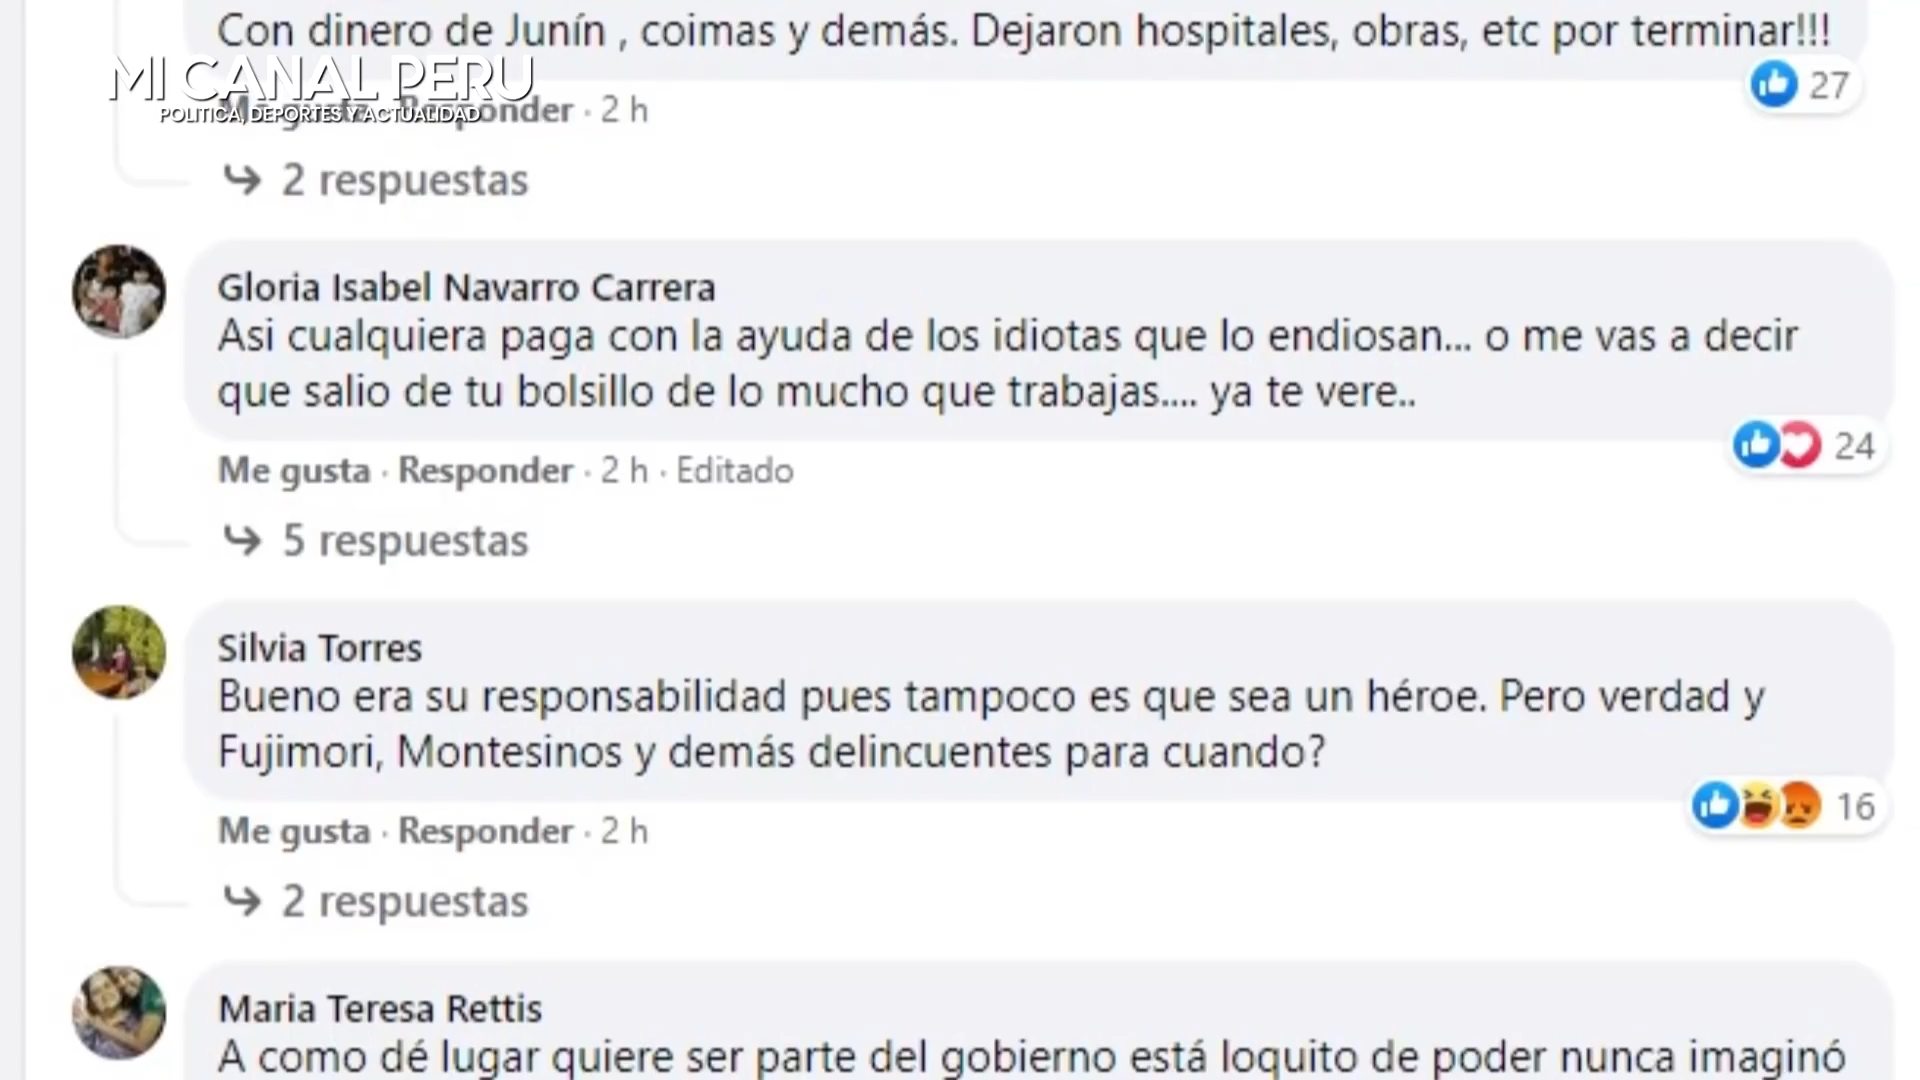 Con dinero de Junín , coimas y demás. Dejaron hospitales, obras, etc por terminar!!!
MI CANAL PERU
27
Me gusta · Responder · 2 h
POLITICA, DEPORTES Y ACTUALIDAD
2 respuestas
Gloria Isabel Navarro Carrera
Asi cualquiera paga con la ayuda de los idiotas que lo endiosan... o me vas a decir
que salio de tu bolsillo de lo mucho que trabajas.... ya te vere..
24
Me gusta · Responder · 2 h · Editado
5 respuestas
Silvia Torres
Bueno era su responsabilidad pues tampoco es que sea un héroe. Pero verdad y
Fujimori, Montesinos y demás delincuentes para cuando?
16
Me gusta · Responder · 2 h
2 respuestas
Maria Teresa Rettis
A como dé lugar quiere ser parte del gobierno está loquito de poder nunca imaginó